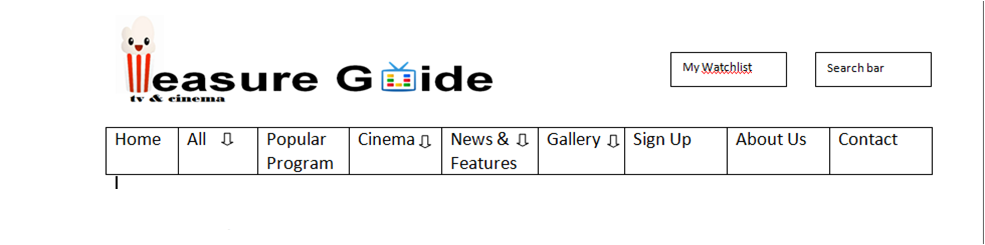 easure G ide
tv & cinema
My Watchlist
Search bar
Home
All
Popular
Program
Cinema
News &
Features
Gallery
Sign Up
About Us
Contact